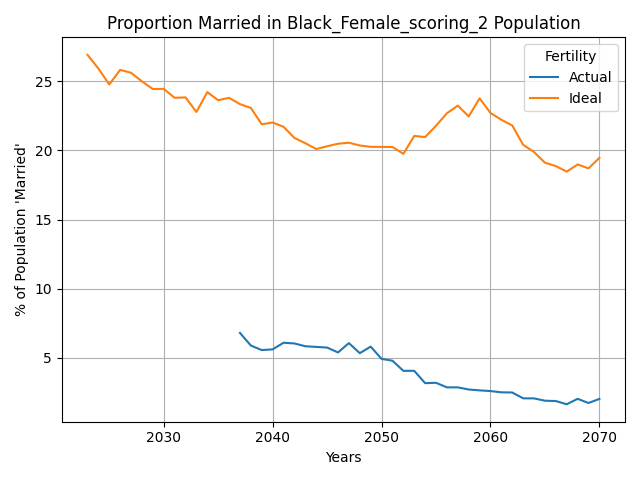 Proportion Married in Black_Female_scoring_2 Population
% of Population 'Married'
25
20
15
10
5
Fertility
Actual
Ideal
2030 2040 2050 2060 2070
Years